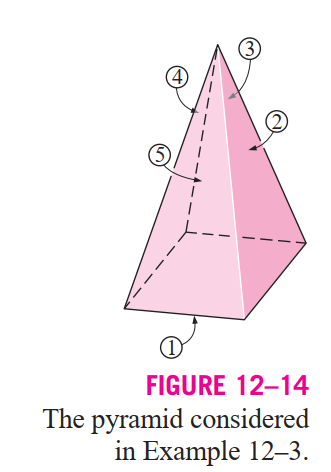 3
4
2
5
1
FIGURE 12–14
The pyramid considered
in Example 12–3.